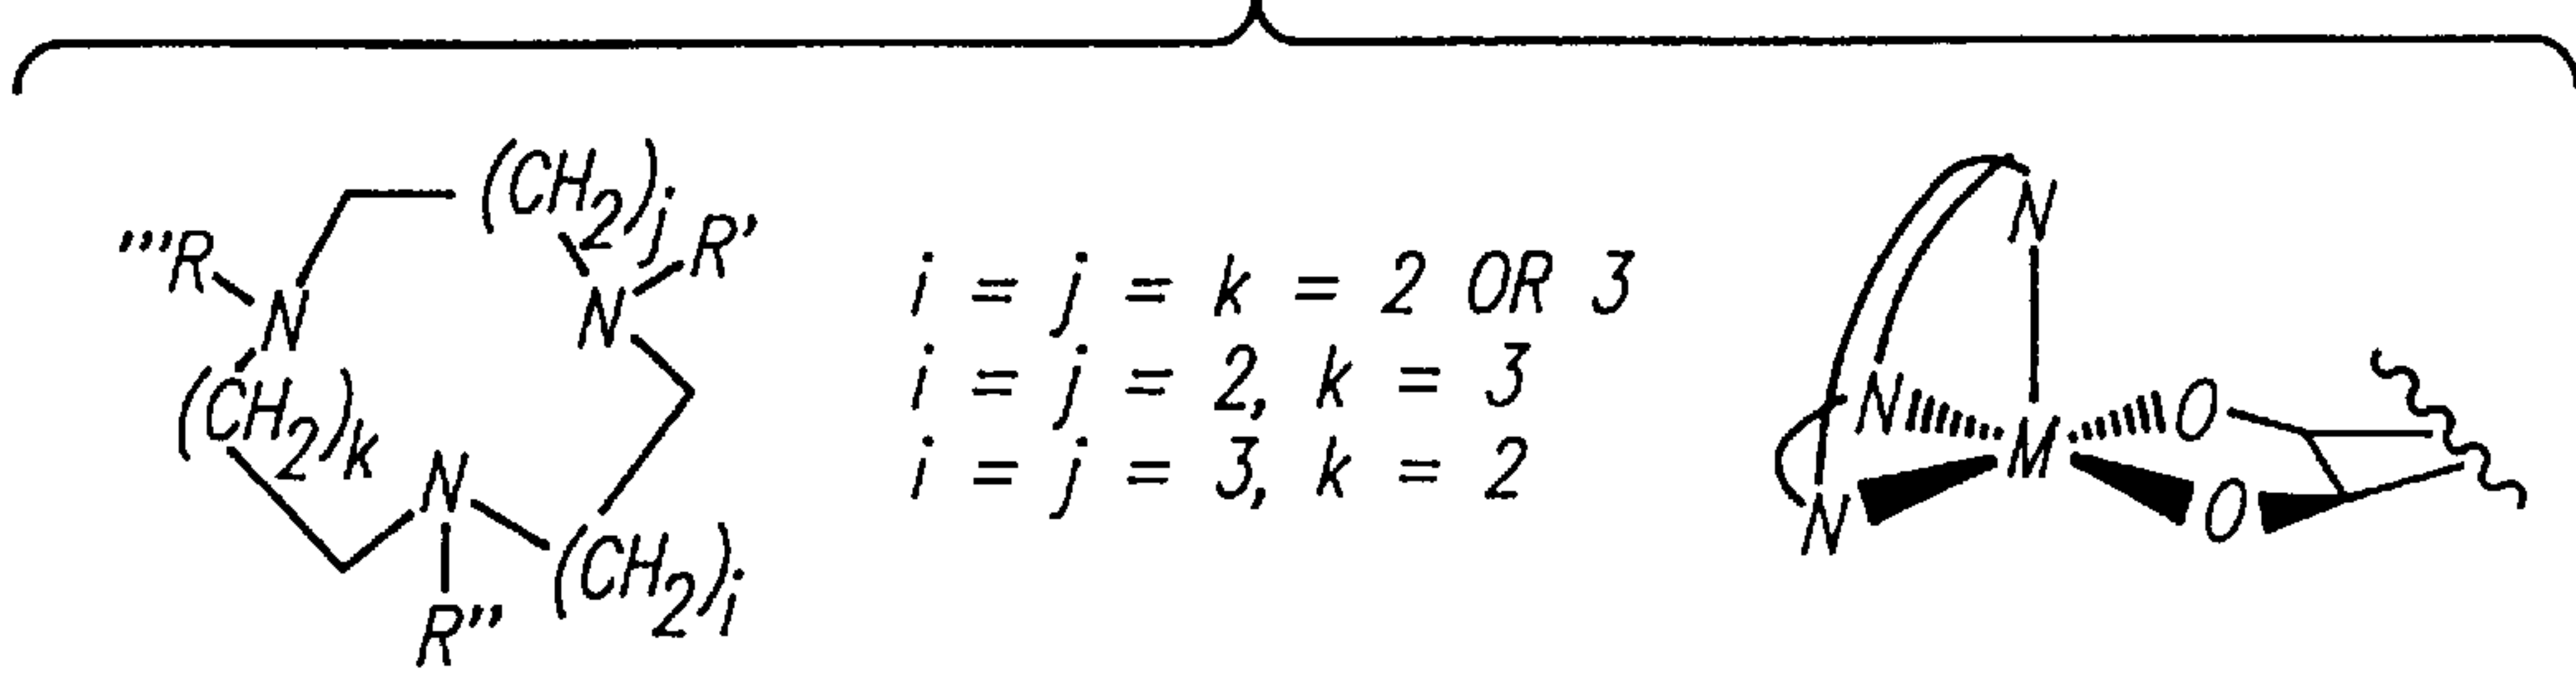 (CH2)j
'''R
R'
N
N
(CH2)k
N
(CH2)i
R''
i = j = k = 2 OR 3
i = j = 2, k = 3
i = j = 3, k = 2
N
N
M
O
N
O